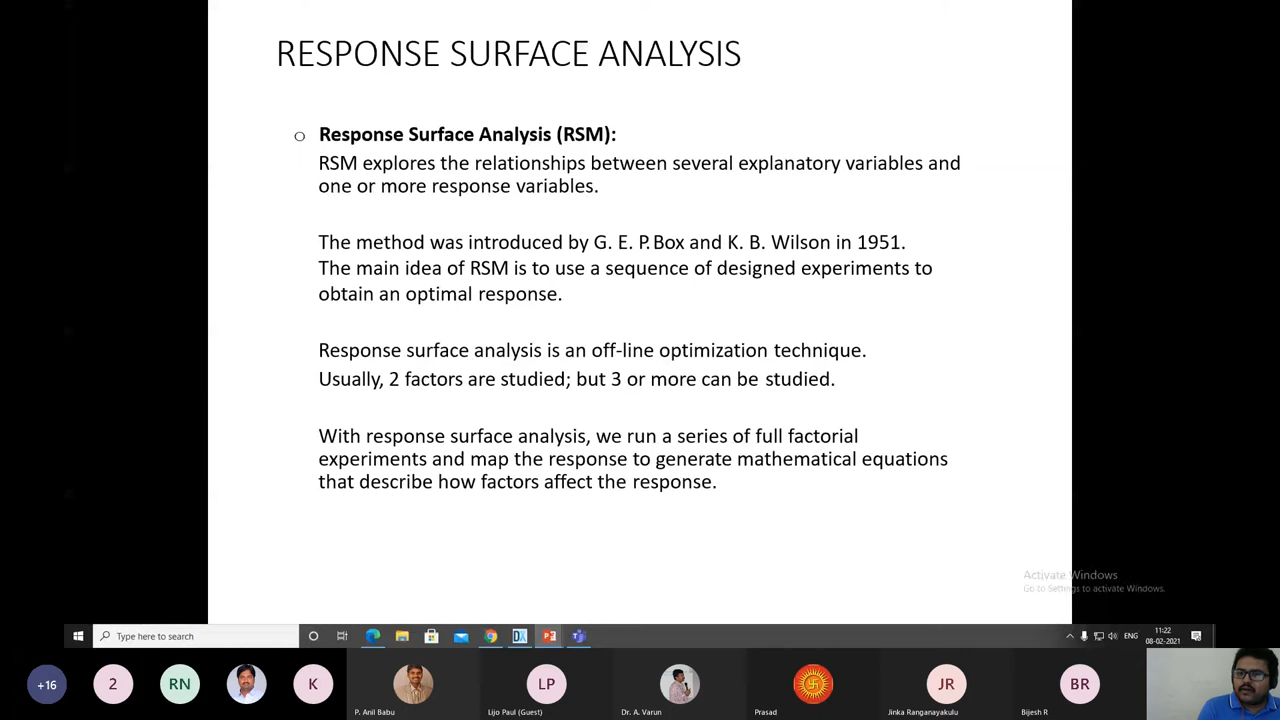 RESPONSE SURFACE ANALYSIS
o Response Surface Analysis (RSM):
RSM explores the relationships between several explanatory variables and
one or more response variables.
The method was introduced by G. E. P. Box and K. B. Wilson in 1951.
The main idea of RSM is to use a sequence of designed experiments to
obtain an optimal response.
Response surface analysis is an off-line optimization technique.
Usually, 2 factors are studied; but 3 or more can be studied.
With response surface analysis, we run a series of full factorial
experiments and map the response to generate mathematical equations
that describe how factors affect the response.
Activate Windows
Go to Settings to activate Windows.
Type here to search
DX
ENG
11:22
08-02-2021
+16
2
RN
K
LP
JR
BR
P. Anil Babu
Lijo Paul (Guest)
Dr. A. Varun
Prasad
Jinka Ranganayakulu
Bijesh R